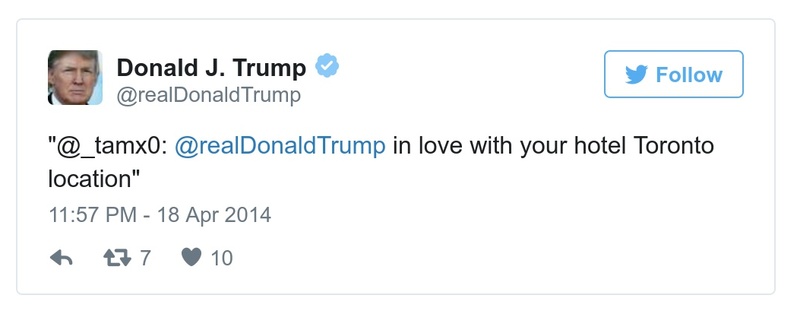 Donald J. Trump
Follow
@realDonaldTrump
"@_tamx0: @realDonaldTrump in love with your hotel Toronto
location"
11:57 PM - 18 Apr 2014
7 10